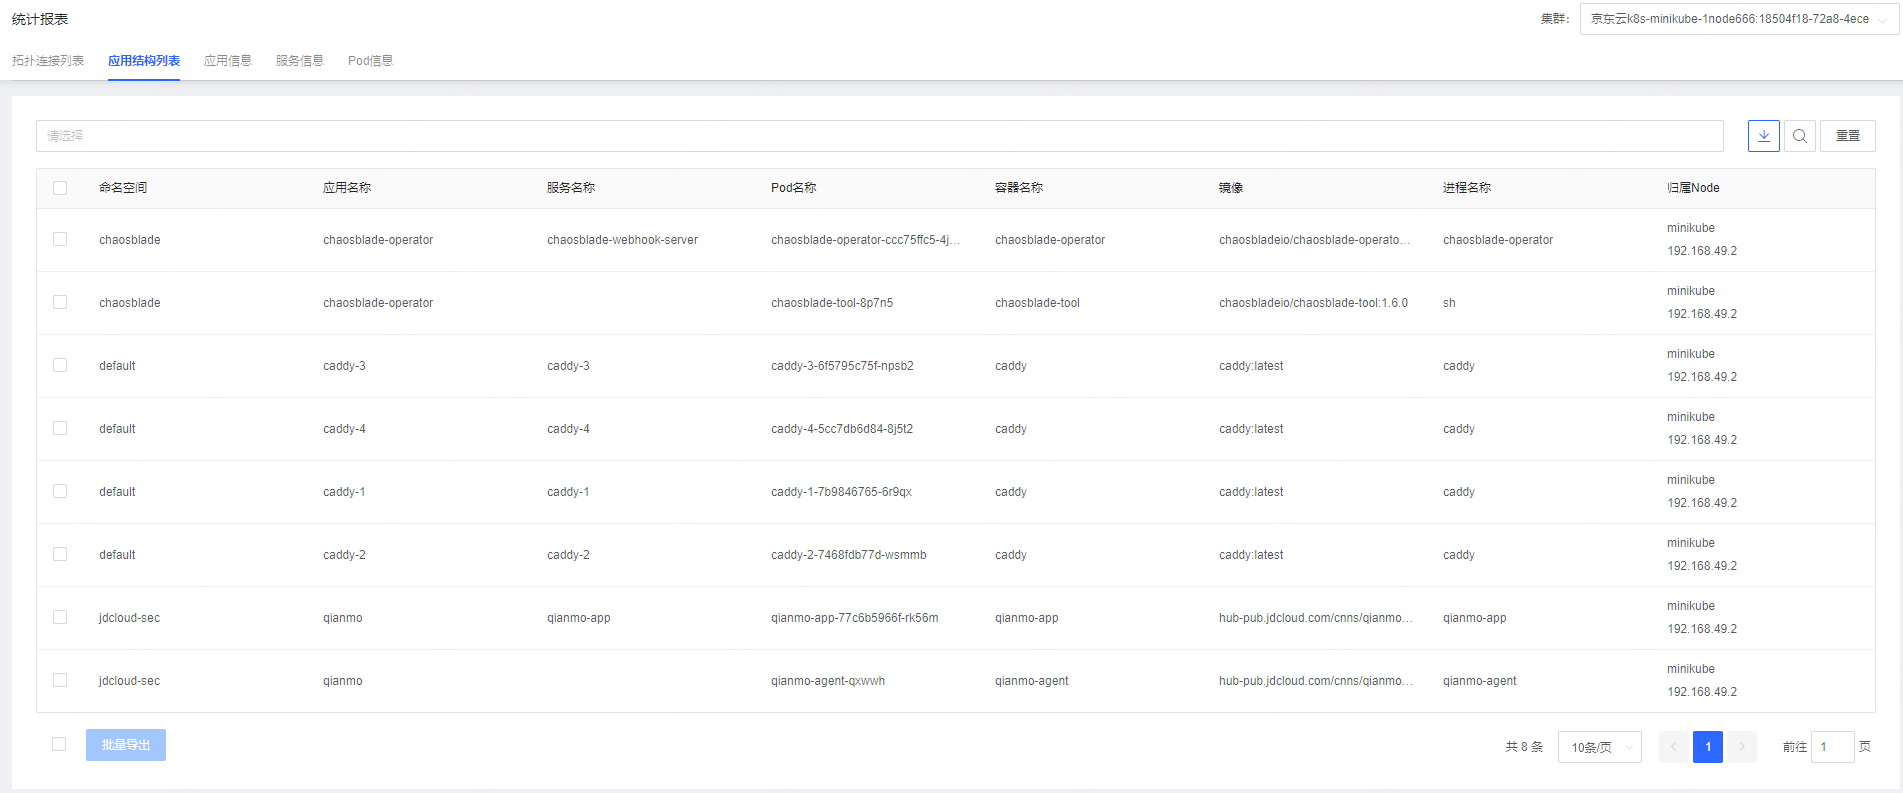 统计报表
集群： 京东云k8s-minikube-1node666:18504f18-72a8-4ece
拓扑连接列表 应用结构列表 应用信息 服务信息 Pod信息
请选择 重置
命名空间 应用名称 服务名称 Pod名称 容器名称 镜像 进程名称 归属Node
chaosblade chaosblade-operator chaosblade-webhook-server chaosblade-operator-ccc75ffc5-4j... chaosblade-operator chaosbladeio/chaosblade-operato... chaosblade-operator minikube
192.168.49.2
chaosblade chaosblade-operator chaosblade-tool-8p7n5 chaosblade-tool chaosbladeio/chaosblade-tool:1.6.0 sh minikube
192.168.49.2
default caddy-3 caddy-3 caddy-3-6f5795c75f-npsb2 caddy caddy:latest caddy minikube
192.168.49.2
default caddy-4 caddy-4 caddy-4-5cc7db6d84-8j5t2 caddy caddy:latest caddy minikube
192.168.49.2
default caddy-1 caddy-1 caddy-1-7b9846765-6r9qx caddy caddy:latest caddy minikube
192.168.49.2
default caddy-2 caddy-2 caddy-2-7468fdb77d-wsmmb caddy caddy:latest caddy minikube
192.168.49.2
jdcloud-sec qianmo qianmo-app qianmo-app-77c6b5966f-rk56m qianmo-app hub-pub.jdcloud.com/cnns/qianmo... qianmo-app minikube
192.168.49.2
jdcloud-sec qianmo qianmo-agent-qxwwh qianmo-agent hub-pub.jdcloud.com/cnns/qianmo... qianmo-agent minikube
192.168.49.2
批量导出 共 8 条 10条/页 1 前往 1 页